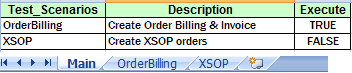 Test_Scenarios Description Execute
OrderBilling Create Order Billing & Invoice TRUE
XSOP Create XSOP orders FALSE
Main OrderBilling XSOP